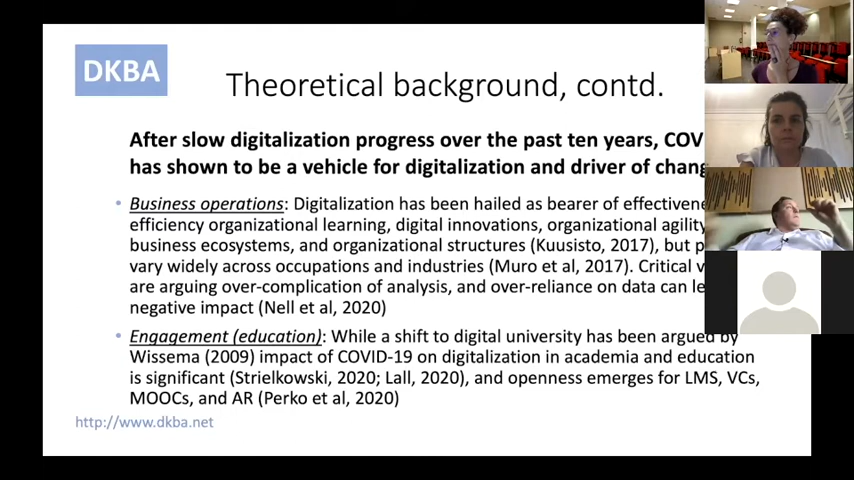 DKBA
Theoretical background, contd.
After slow digitalization progress over the past ten years, COV
has shown to be a vehicle for digitalization and driver of chang
• Business operations: Digitalization has been hailed as bearer of effectivene
efficiency organizational learning, digital innovations, organizational agility
business ecosystems, and organizational structures (Kuusisto, 2017), but p
vary widely across occupations and industries (Muro et al, 2017). Critical v
are arguing over-complication of analysis, and over-reliance on data can le
negative impact (Nell et al, 2020)
• Engagement (education): While a shift to digital university has been argued by
Wissema (2009) impact of COVID-19 on digitalization in academia and education
is significant (Strielkowski, 2020; Lall, 2020), and openness emerges for LMS, VCs,
MOOCs, and AR (Perko et al, 2020)
http://www.dkba.net